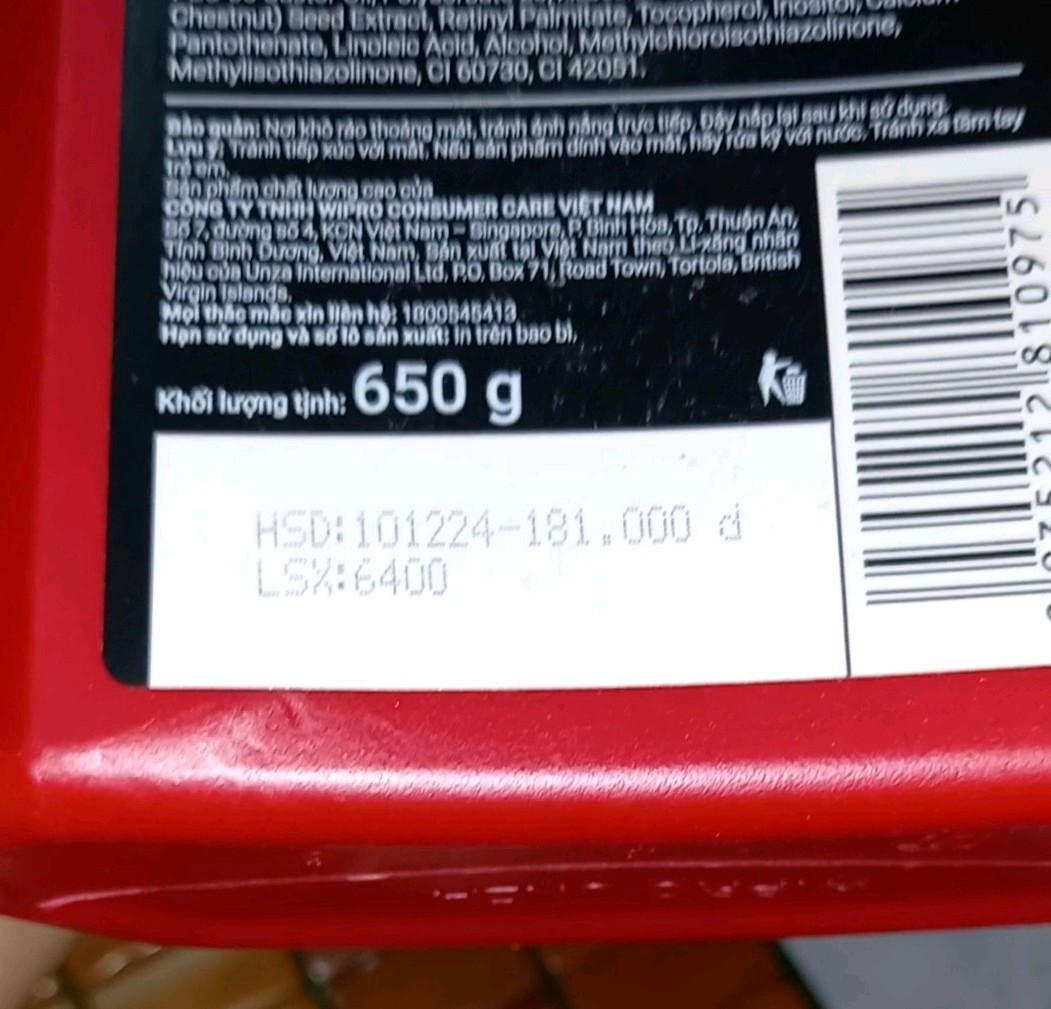 Chestnut) Seed Extract, Retinyl Palmitate, Tocopherol, Inositol,
Pantothenate, Linoleic Acid, Alcohol, Methylchloroisothiazolinone,
Methylisothiazolinone, CI 60730, CI 42051.
Bảo quản: Nơi khô ráo thoáng mát, tránh ánh nắng trực tiếp. Đậy nắp lại sau khi sử dụng.
Lưu ý: Tránh tiếp xúc với mắt. Nếu sản phẩm dính vào mắt, hãy rửa kỹ với nước. Tránh xa tầm tay
trẻ em.
Sản phẩm chất lượng cao của
CÔNG TY TNHH WIPRO CONSUMER CARE VIỆT NAM
Số 7, đường số 4, KCN Việt Nam - Singapore, P. Bình Hòa, Tp. Thuận An,
Tỉnh Bình Dương, Việt Nam. Sản xuất tại Việt Nam theo Li-xăng nhãn
hiệu của Unza International Ltd. P.O. Box 71, Road Town, Tortola, British
Virgin Islands.
Mọi thắc mắc xin liên hệ: 1800545413
Hạn sử dụng và số lô sản xuất: in trên bao bì.
Khối lượng tịnh: 650 g
HSD:101224-181.000 đ
LSX:6400